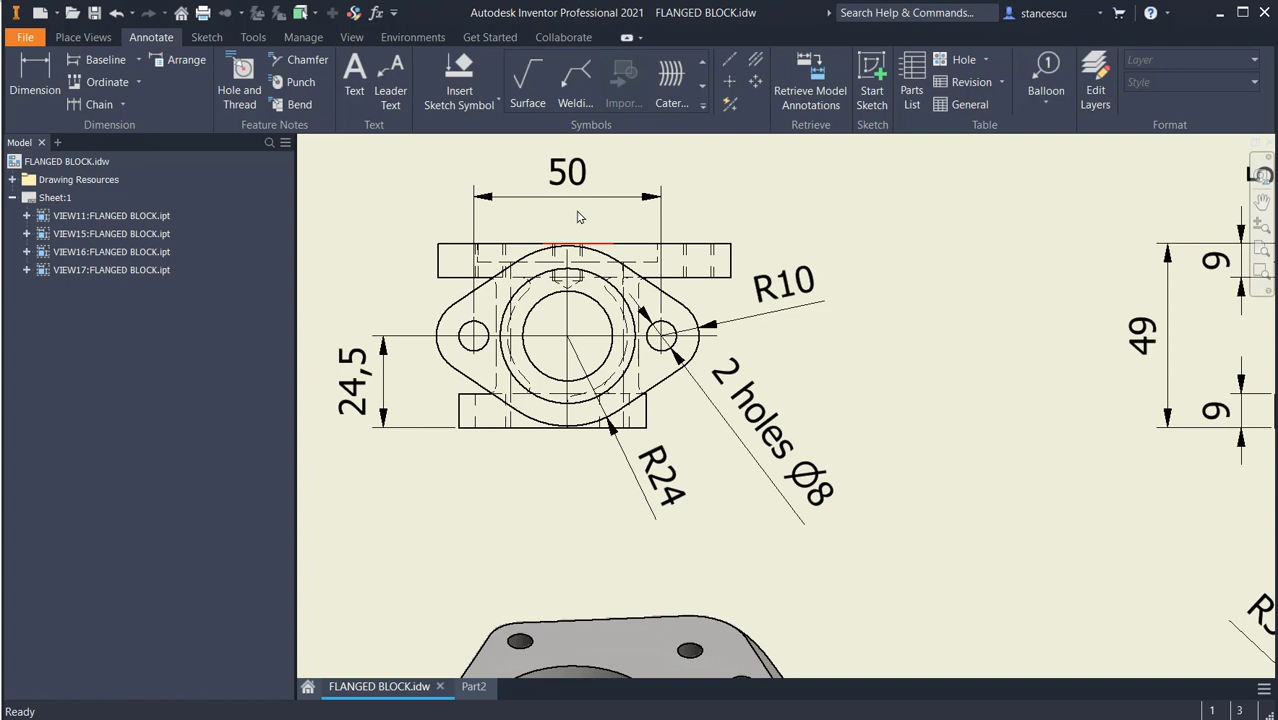 Autodesk Inventor Professional 2021 FLANGED BLOCK.idw
Search Help & Commands...
stancescu
File Place Views Annotate Sketch Tools Manage View Environments Get Started Collaborate
Dimension
Baseline
Ordinate
Chain
Arrange
Dimension
Hole and Thread
Chamfer
Punch
Bend
Feature Notes
Text
Leader Text
Text
Insert Sketch Symbol
Surface
Weldi...
Impor...
Cater...
Symbols
Retrieve Model Annotations
Retrieve
Start Sketch
Sketch
Parts List
Hole
Revision
General
Table
Balloon
Edit Layers
Layer
Style
Format
Model
FLANGED BLOCK.idw
Drawing Resources
Sheet:1
VIEW11:FLANGED BLOCK.ipt
VIEW15:FLANGED BLOCK.ipt
VIEW16:FLANGED BLOCK.ipt
VIEW17:FLANGED BLOCK.ipt
50
R10
24,5
2 holes Ø8
R24
49
9
9
FLANGED BLOCK.idw
Part2
Ready
1 3